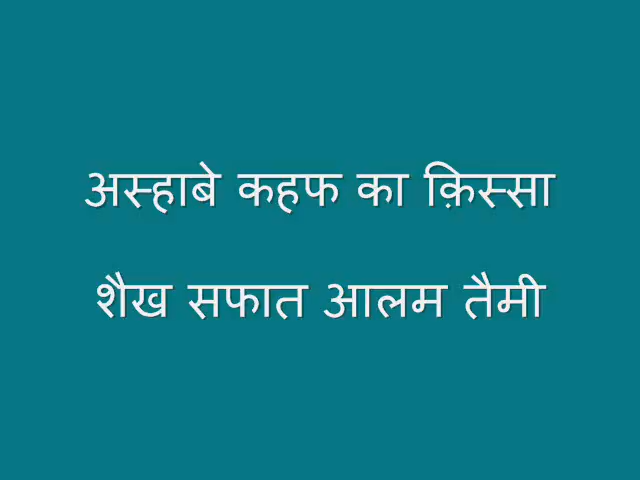 अस्हाबे कहफ का क़िस्सा
शैख सफात आलम तैमी